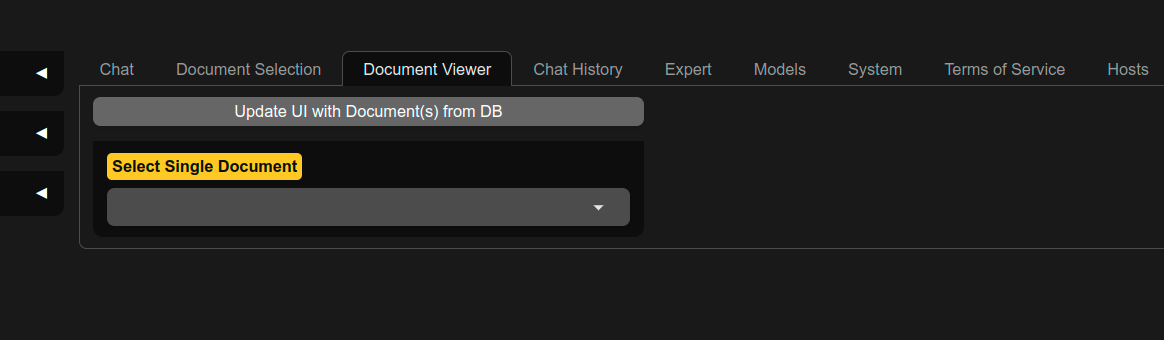 Chat Document Selection Document Viewer Chat History Expert Models System Terms of Service Hosts
Update UI with Document(s) from DB
Select Single Document